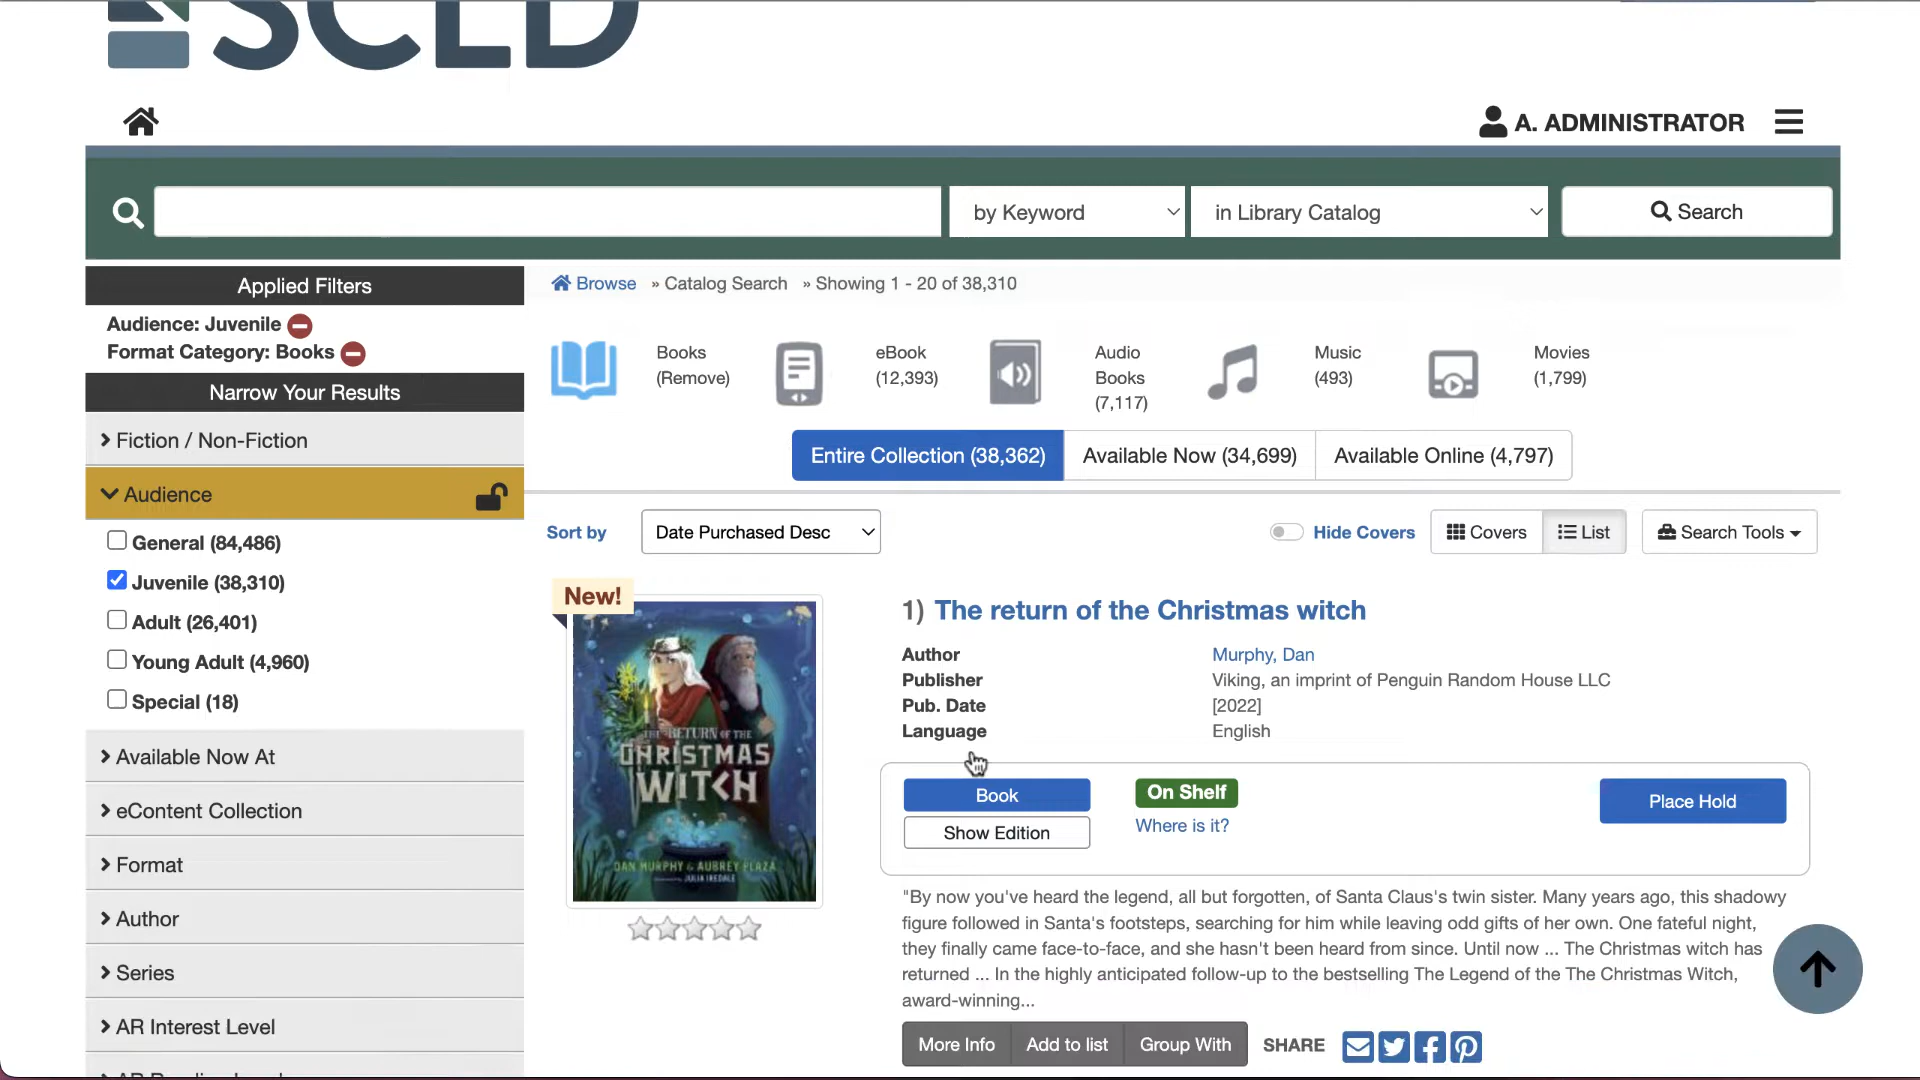 SCLD
A. ADMINISTRATOR
by Keyword
in Library Catalog
Search
Applied Filters
Audience: Juvenile
Format Category: Books
Narrow Your Results
Fiction / Non-Fiction
Audience
General (84,486)
Juvenile (38,310)
Adult (26,401)
Young Adult (4,960)
Special (18)
Available Now At
eContent Collection
Format
Author
Series
AR Interest Level
Browse » Catalog Search » Showing 1 - 20 of 38,310
Books
(Remove)
eBook
(12,393)
Audio
Books
(7,117)
Music
(493)
Movies
(1,799)
Entire Collection (38,362)
Available Now (34,699)
Available Online (4,797)
Sort by
Date Purchased Desc
Hide Covers
Covers
List
Search Tools
New!
THE RETURN OF THE
CHRISTMAS
WITCH
DAN MURPHY & AUBREY PLAZA
1) The return of the Christmas witch
Author Murphy, Dan
Publisher Viking, an imprint of Penguin Random House LLC
Pub. Date [2022]
Language English
Book
Show Edition
On Shelf
Where is it?
Place Hold
"By now you've heard the legend, all but forgotten, of Santa Claus's twin sister. Many years ago, this shadowy
figure followed in Santa's footsteps, searching for him while leaving odd gifts of her own. One fateful night,
they finally came face-to-face, and she hasn't been heard from since. Until now ... The Christmas witch has
returned ... In the highly anticipated follow-up to the bestselling The Legend of the The Christmas Witch,
award-winning...
More Info
Add to list
Group With
SHARE